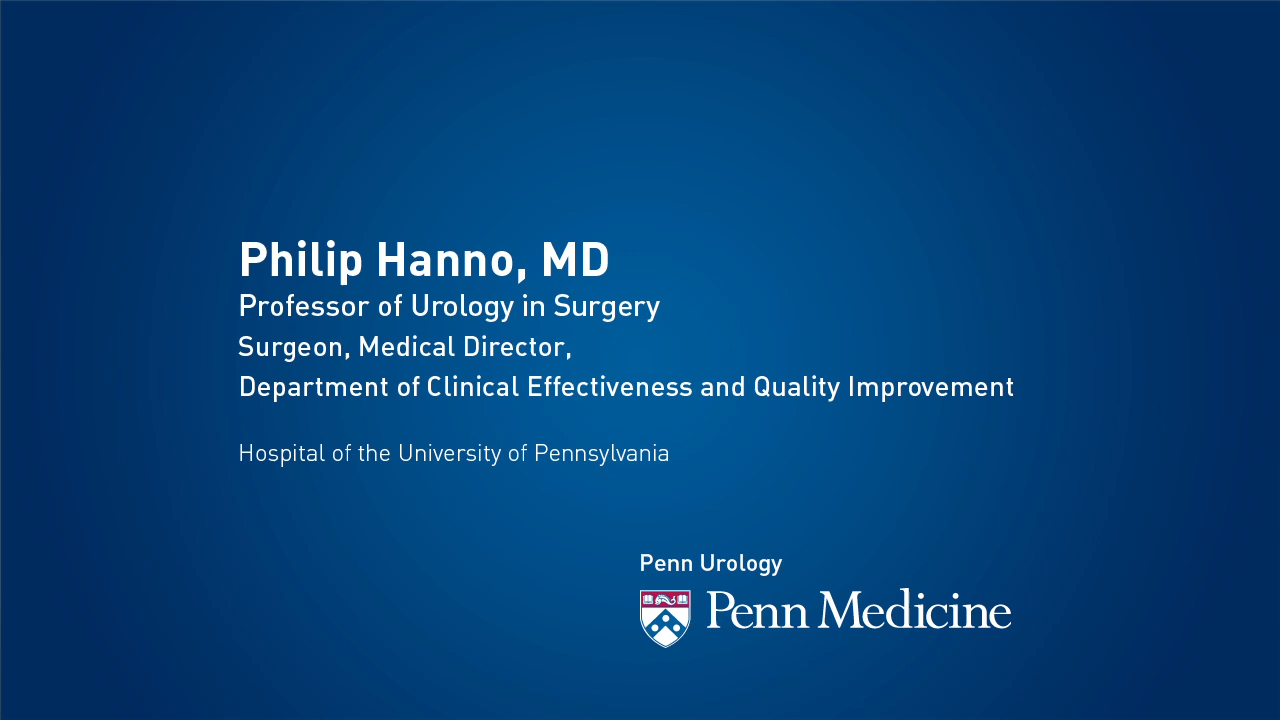 Philip Hanno, MD
Professor of Urology in Surgery
Surgeon, Medical Director,
Department of Clinical Effectiveness and Quality Improvement
Hospital of the University of Pennsylvania
Penn Urology
Penn Medicine